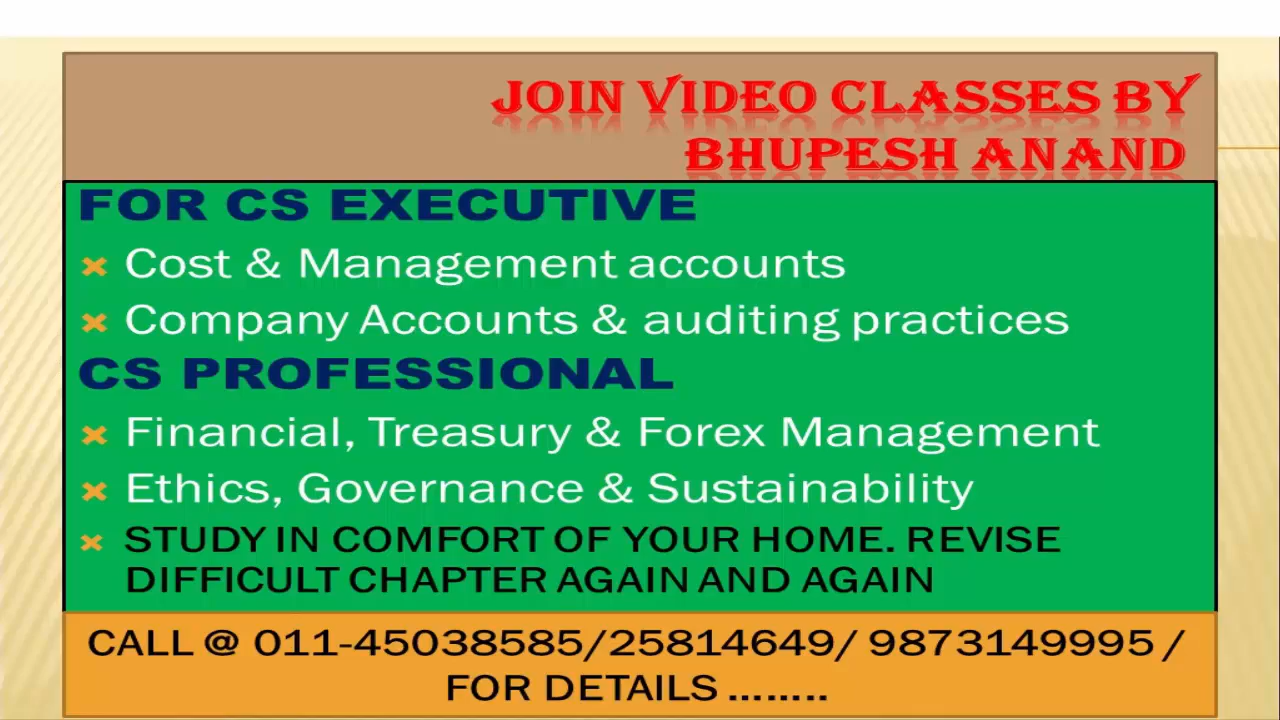 JOIN VIDEO CLASSES BY
BHUPESH ANAND
FOR CS EXECUTIVE
Cost & Management accounts
Company Accounts & auditing practices
CS PROFESSIONAL
Financial, Treasury & Forex Management
Ethics, Governance & Sustainability
STUDY IN COMFORT OF YOUR HOME. REVISE
DIFFICULT CHAPTER AGAIN AND AGAIN
CALL @ 011-45038585/25814649/ 9873149995 /
FOR DETAILS ........